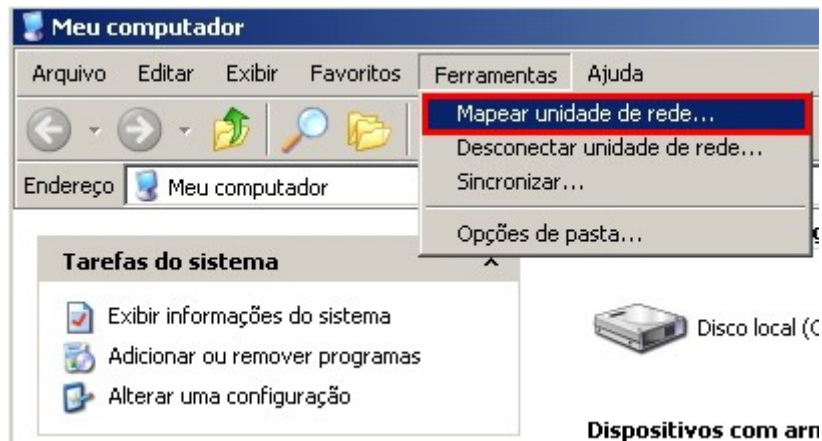 Meu computador
Arquivo Editar Exibir Favoritos Ferramentas Ajuda
Mapear unidade de rede...
Desconectar unidade de rede...
Sincronizar...
Opções de pasta...
Endereço Meu computador
Tarefas do sistema
Exibir informações do sistema
Adicionar ou remover programas
Alterar uma configuração
Disco local (
Dispositivos com